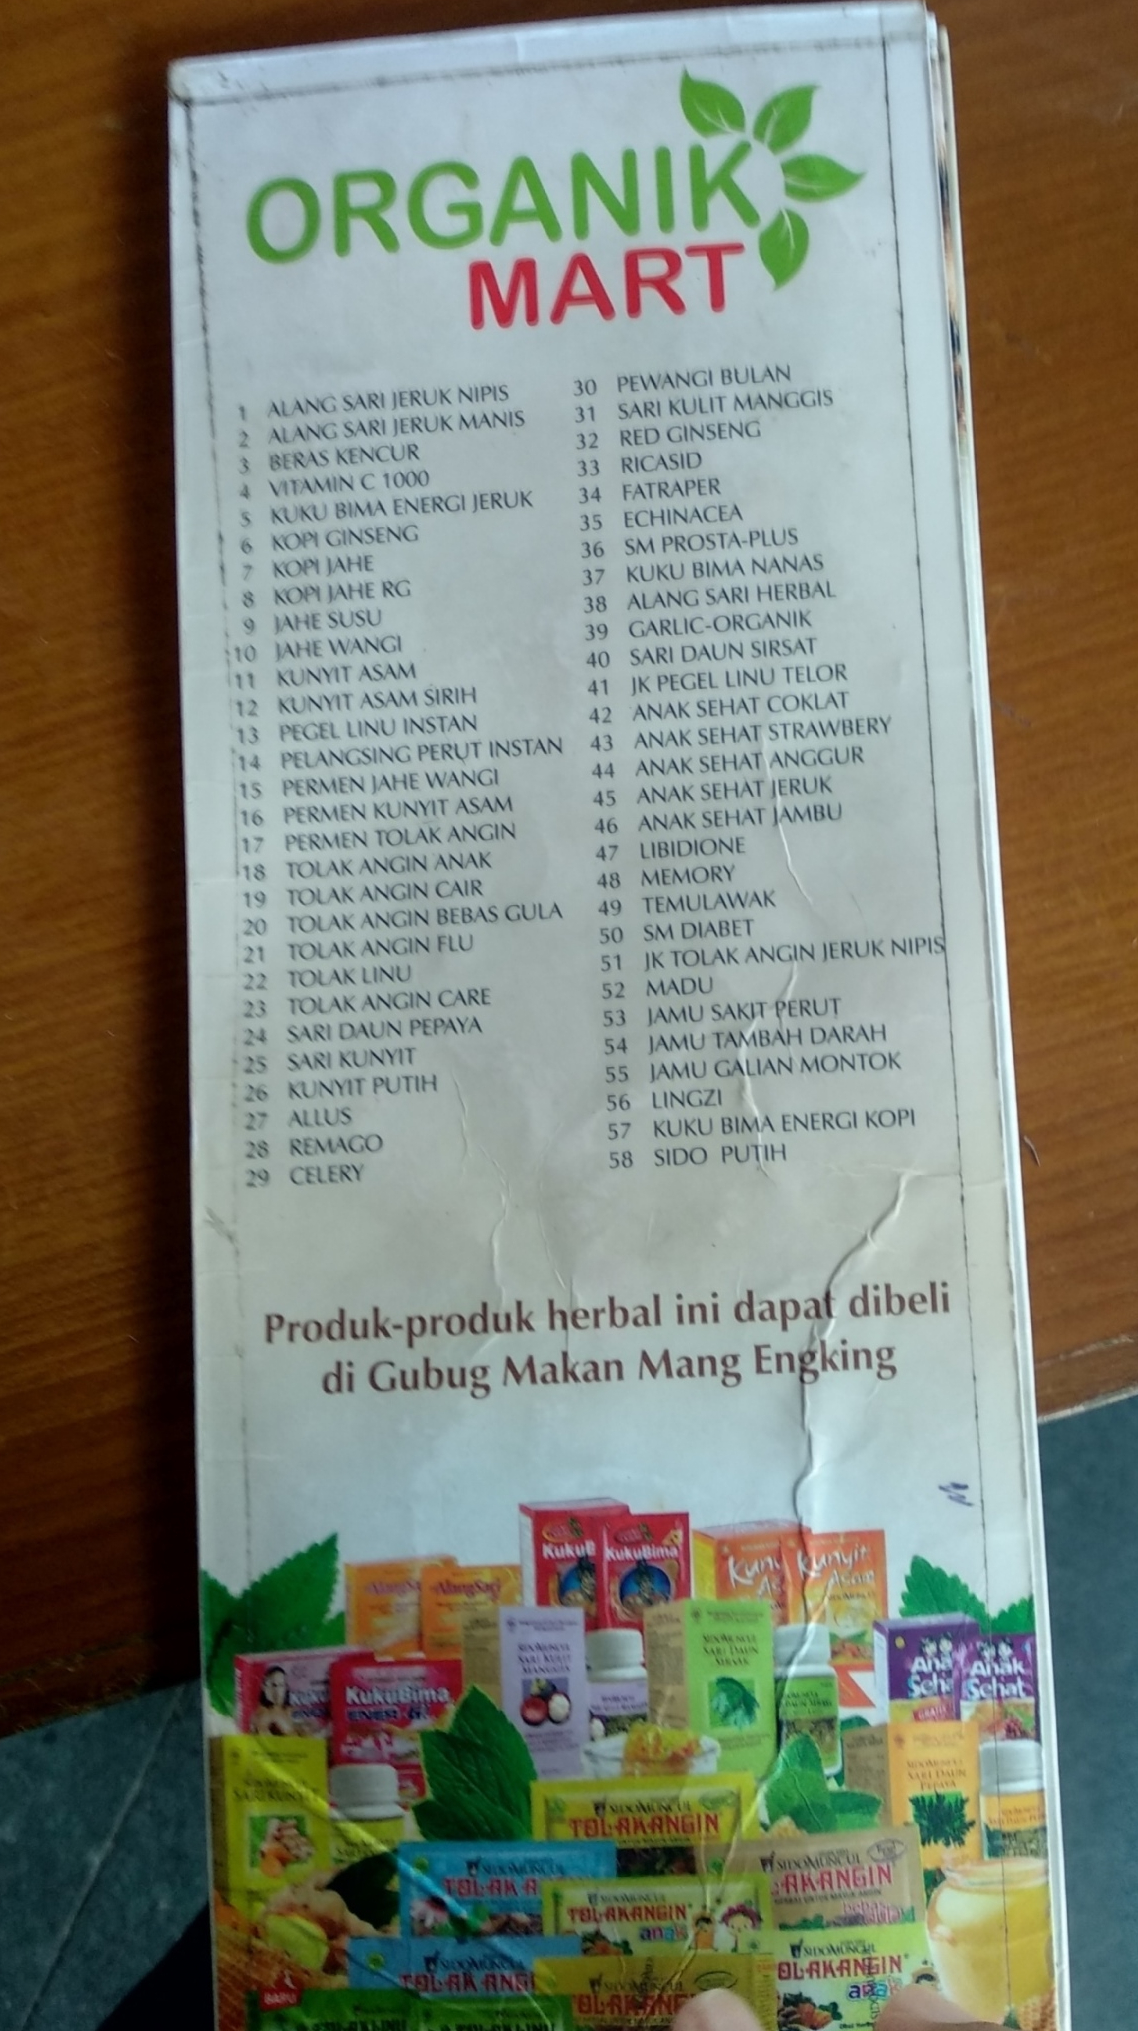 ORGANIK
MART
1 ALANG SARI JERUK NIPIS
2 ALANG SARI JERUK MANIS
3 BERAS KENCUR
4 VITAMIN C 1000
5 KUKU BIMA ENERGI JERUK
6 KOPI GINSENG
7 KOPI JAHE
8 KOPI JAHE RG
9 JAHE SUSU
10 JAHE WANGI
11 KUNYIT ASAM
12 KUNYIT ASAM SIRIH
13 PEGEL LINU INSTAN
14 PELANGSING PERUT INSTAN
15 PERMEN JAHE WANGI
16 PERMEN KUNYIT ASAM
17 PERMEN TOLAK ANGIN
18 TOLAK ANGIN ANAK
19 TOLAK ANGIN CAIR
20 TOLAK ANGIN BEBAS GULA
21 TOLAK ANGIN FLU
22 TOLAK LINU
23 TOLAK ANGIN CARE
24 SARI DAUN PEPAYA
25 SARI KUNYIT
26 KUNYIT PUTIH
27 ALLUS
28 REMAGO
29 CELERY
30 PEWANGI BULAN
31 SARI KULIT MANGGIS
32 RED GINSENG
33 RICASID
34 FATRAPER
35 ECHINACEA
36 SM PROSTA-PLUS
37 KUKU BIMA NANAS
38 ALANG SARI HERBAL
39 GARLIC-ORGANIK
40 SARI DAUN SIRSAT
41 JK PEGEL LINU TELOR
42 ANAK SEHAT COKLAT
43 ANAK SEHAT STRAWBERY
44 ANAK SEHAT ANGGUR
45 ANAK SEHAT JERUK
46 ANAK SEHAT JAMBU
47 LIBIDIONE
48 MEMORY
49 TEMULAWAK
50 SM DIABET
51 JK TOLAK ANGIN JERUK NIPIS
52 MADU
53 JAMU SAKIT PERUT
54 JAMU TAMBAH DARAH
55 JAMU GALIAN MONTOK
56 LINGZI
57 KUKU BIMA ENERGI KOPI
58 SIDO PUTIH
Produk-produk herbal ini dapat dibeli
di Gubug Makan Mang Engking
KukuBima
Kunyit
Asam
AlangSari
Anak
Sehat
KukuBima
ENER-G
SIDOMUNCUL
TOLAKANGIN
SIDOMUNCUL
SIDOMUNCUL
TOLAKANGIN
anak
SIDOMUNCUL
SIDOMUNCUL
BARU